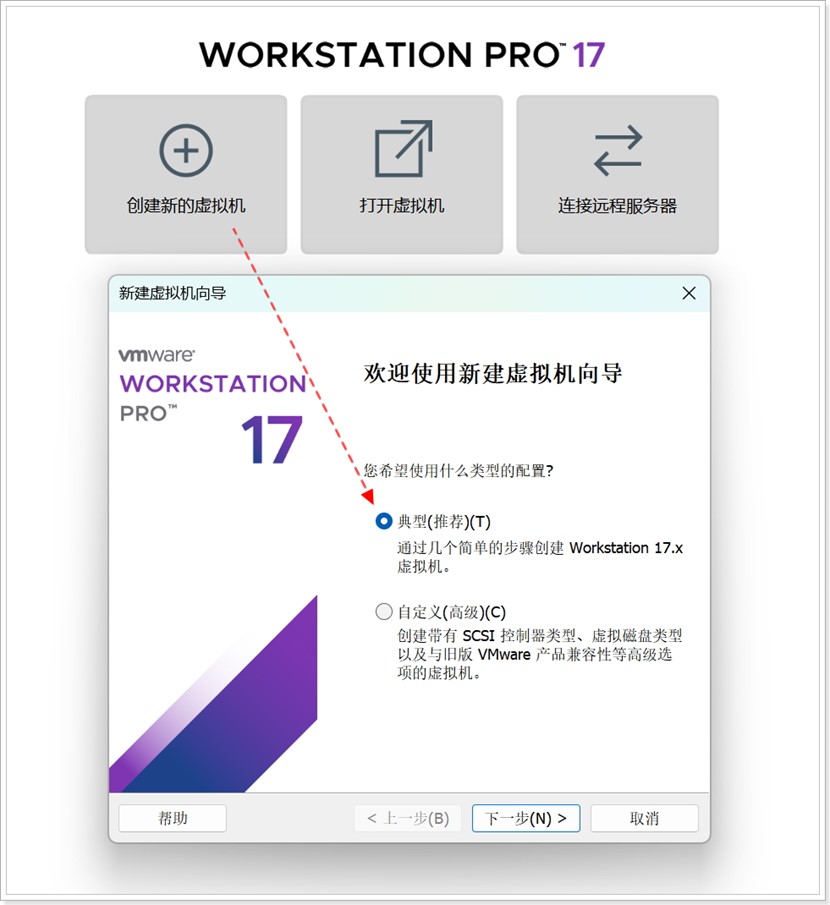 WORKSTATION PRO™ 17
创建新的虚拟机
打开虚拟机
连接远程服务器
新建虚拟机向导
vmware®
WORKSTATION
PRO™
17
欢迎使用新建虚拟机向导
您希望使用什么类型的配置?
典型(推荐)(T)
通过几个简单的步骤创建 Workstation 17.x
虚拟机。
自定义(高级)(C)
创建带有 SCSI 控制器类型、虚拟磁盘类型
以及与旧版 VMware 产品兼容性等高级选
项的虚拟机。
帮助
< 上一步(B)
下一步(N) >
取消